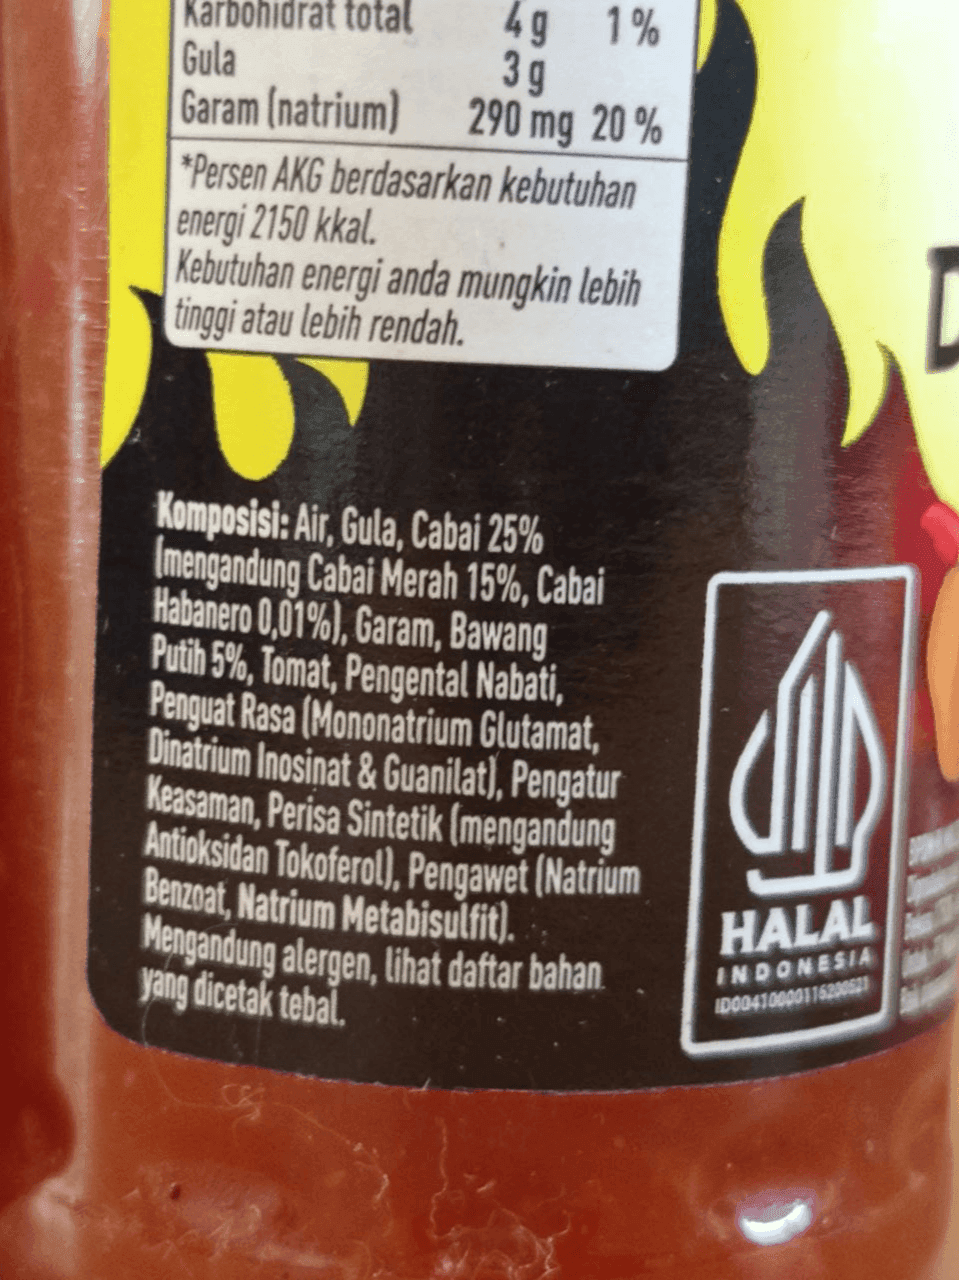 Karbohidrat total 4 g 1 %
Gula 3 g
Garam (natrium) 290 mg 20 %
*Persen AKG berdasarkan kebutuhan
energi 2150 kkal.
Kebutuhan energi anda mungkin lebih
tinggi atau lebih rendah.
Komposisi: Air, Gula, Cabai 25%
(mengandung Cabai Merah 15%, Cabai
Habanero 0,01%), Garam, Bawang
Putih 5%, Tomat, Pengental Nabati,
Penguat Rasa (Mononatrium Glutamat,
Dinatrium Inosinat & Guanilat), Pengatur
Keasaman, Perisa Sintetik (mengandung
Antioksidan Tokoferol), Pengawet (Natrium
Benzoat, Natrium Metabisulfit).
Mengandung alergen, lihat daftar bahan
yang dicetak tebal.
HALAL
INDONESIA
D